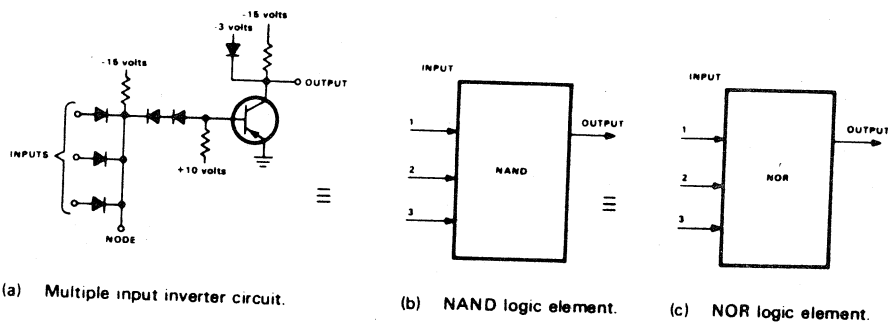 -15 volts
-3 volts
-15 volts
OUTPUT
INPUTS
+10 volts
NODE
≡
(a) Multiple input inverter circuit.
INPUT
1
2
3
NAND
OUTPUT
≡
(b) NAND logic element.
INPUT
1
2
3
NOR
OUTPUT
(c) NOR logic element.